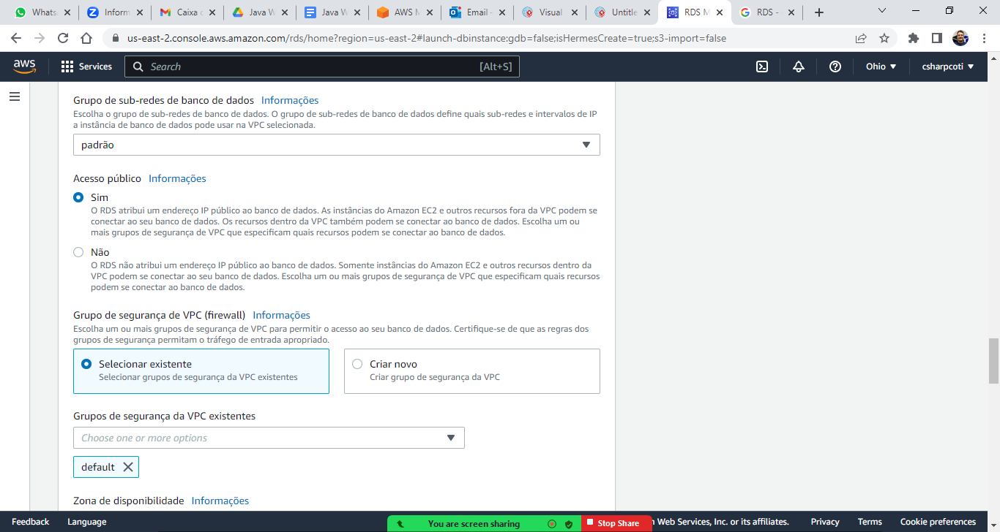 Whats
Inform
Caixa
Java W
Java W
AWS M
Email -
Visual
Untitle
RDS M
RDS -
us-east-2.console.aws.amazon.com/rds/home?region=us-east-2#launch-dbinstance:gdb=false;isHermesCreate=true;s3-import=false
aws Services Search [Alt+S] Ohio csharpcoti
Grupo de sub-redes de banco de dados Informações
Escolha o grupo de sub-redes de banco de dados. O grupo de sub-redes de banco de dados define quais sub-redes e intervalos de IP
a instância de banco de dados pode usar na VPC selecionada.
padrão
Acesso público Informações
Sim
O RDS atribui um endereço IP público ao banco de dados. As instâncias do Amazon EC2 e outros recursos fora da VPC podem se
conectar ao seu banco de dados. Os recursos dentro da VPC também podem se conectar ao banco de dados. Escolha um ou
mais grupos de segurança de VPC que especificam quais recursos podem se conectar ao banco de dados.
Não
O RDS não atribui um endereço IP público ao banco de dados. Somente instâncias do Amazon EC2 e outros recursos dentro da
VPC podem se conectar ao seu banco de dados. Escolha um ou mais grupos de segurança de VPC que especificam quais recursos
podem se conectar ao banco de dados.
Grupo de segurança de VPC (firewall) Informações
Escolha um ou mais grupos de segurança de VPC para permitir o acesso ao seu banco de dados. Certifique-se de que as regras dos
grupos de segurança permitam o tráfego de entrada apropriado.
Selecionar existente
Selecionar grupos de segurança da VPC existentes
Criar novo
Criar grupo de segurança da VPC
Grupos de segurança da VPC existentes
Choose one or more options
default
Zona de disponibilidade Informações
Feedback Language You are screen sharing Stop Share Web Services, Inc. or its affiliates. Privacy Terms Cookie preferences